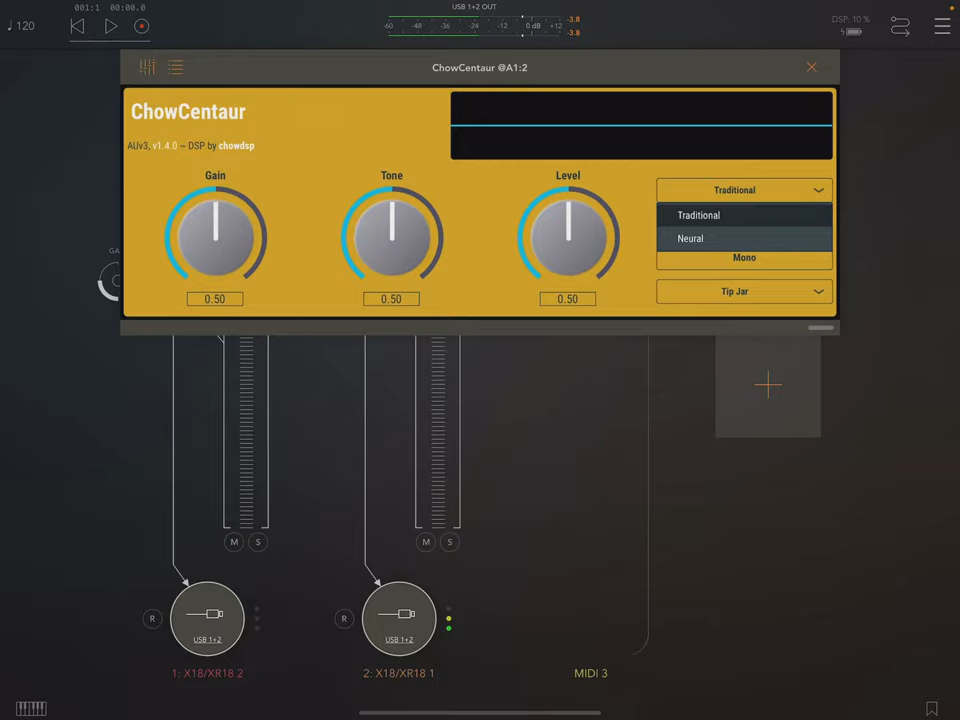 USB 1+2 OUT
001:1 00:00.0
♩ 120
-60 -48 -36 -24 -12 0 dB +12
-3.8
-3.8
DSP: 10 %
ChowCentaur @A1:2
ChowCentaur
AUv3, v1.4.0 ~ DSP by chowdsp
Gain
Tone
Level
Traditional
Traditional
Neural
Mono
Tip Jar
0.50
0.50
0.50
GA
M S
M S
R
USB 1+2
R
USB 1+2
1: X18/XR18 2
2: X18/XR18 1
MIDI 3